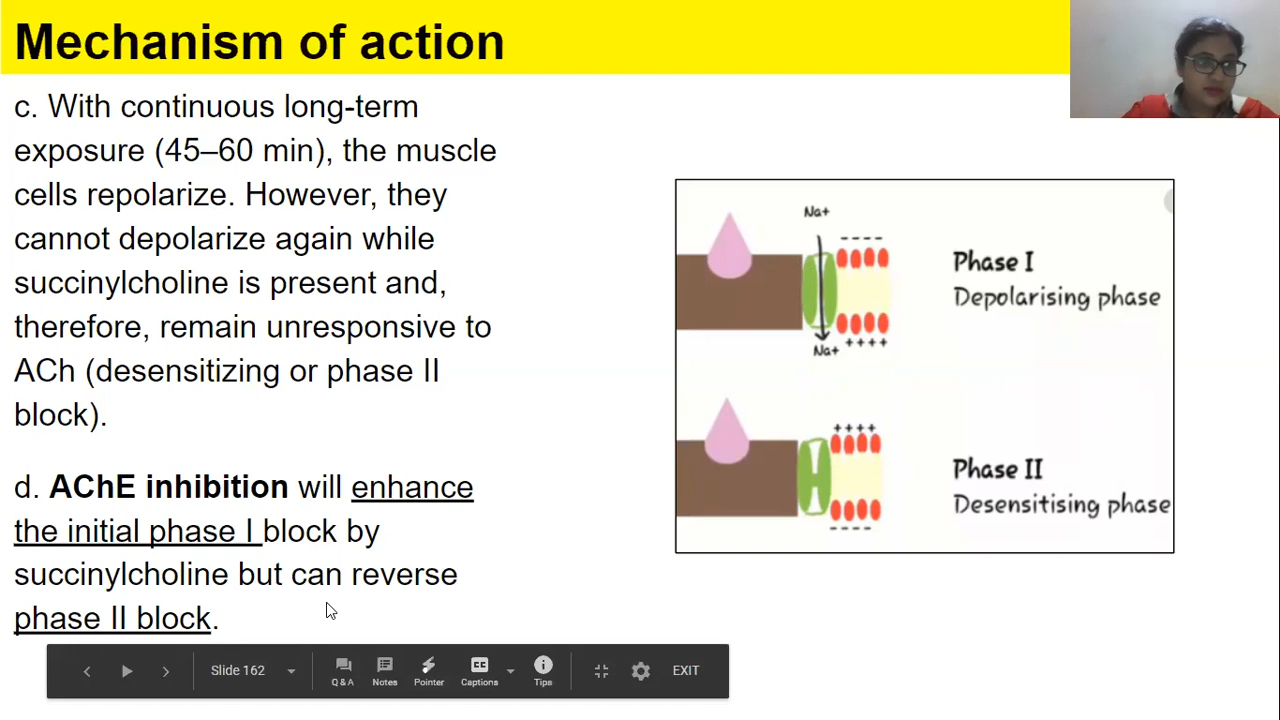 Mechanism of action
c. With continuous long-term
exposure (45–60 min), the muscle
cells repolarize. However, they
cannot depolarize again while
succinylcholine is present and,
therefore, remain unresponsive to
ACh (desensitizing or phase II
block).
d. AChE inhibition will enhance
the initial phase I block by
succinylcholine but can reverse
phase II block.
Na+
- - - - -
Phase I
Depolarising phase
Na+
++++
++++
Phase II
Desensitising phase
- - - - -
Slide 162
Q & A
Notes
Pointer
CC
Captions
Tips
EXIT